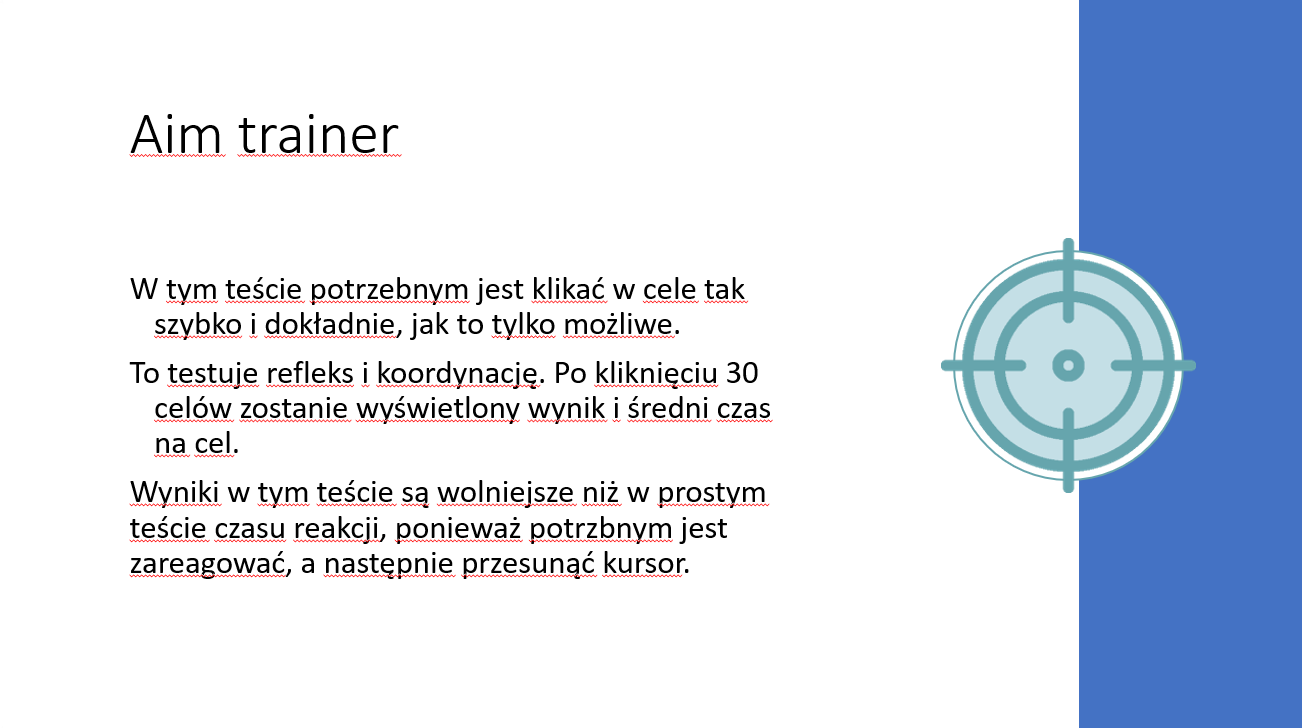 Aim trainer
W tym teście potrzebnym jest klikać w cele tak
szybko i dokładnie, jak to tylko możliwe.
To testuje refleks i koordynację. Po kliknięciu 30
celów zostanie wyświetlony wynik i średni czas
na cel.
Wyniki w tym teście są wolniejsze niż w prostym
teście czasu reakcji, ponieważ potrzbnym jest
zareagować, a następnie przesunąć kursor.